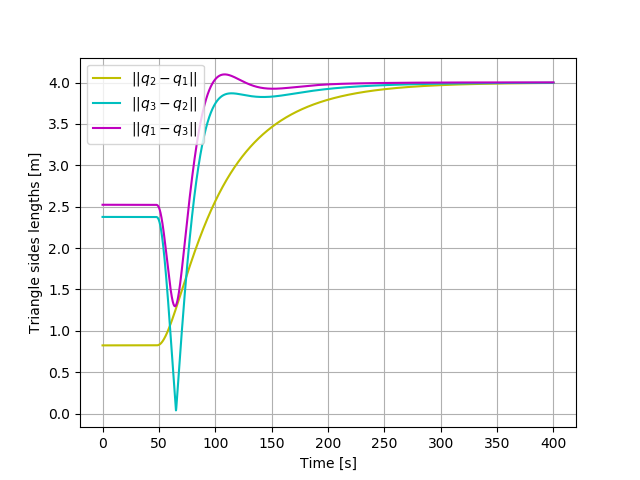 ||q₂ − q₁||
||q₃ − q₂||
||q₁ − q₃||
Triangle sides lengths [m]
4.0
3.5
3.0
2.5
2.0
1.5
1.0
0.5
0.0
0 50 100 150 200 250 300 350 400
Time [s]